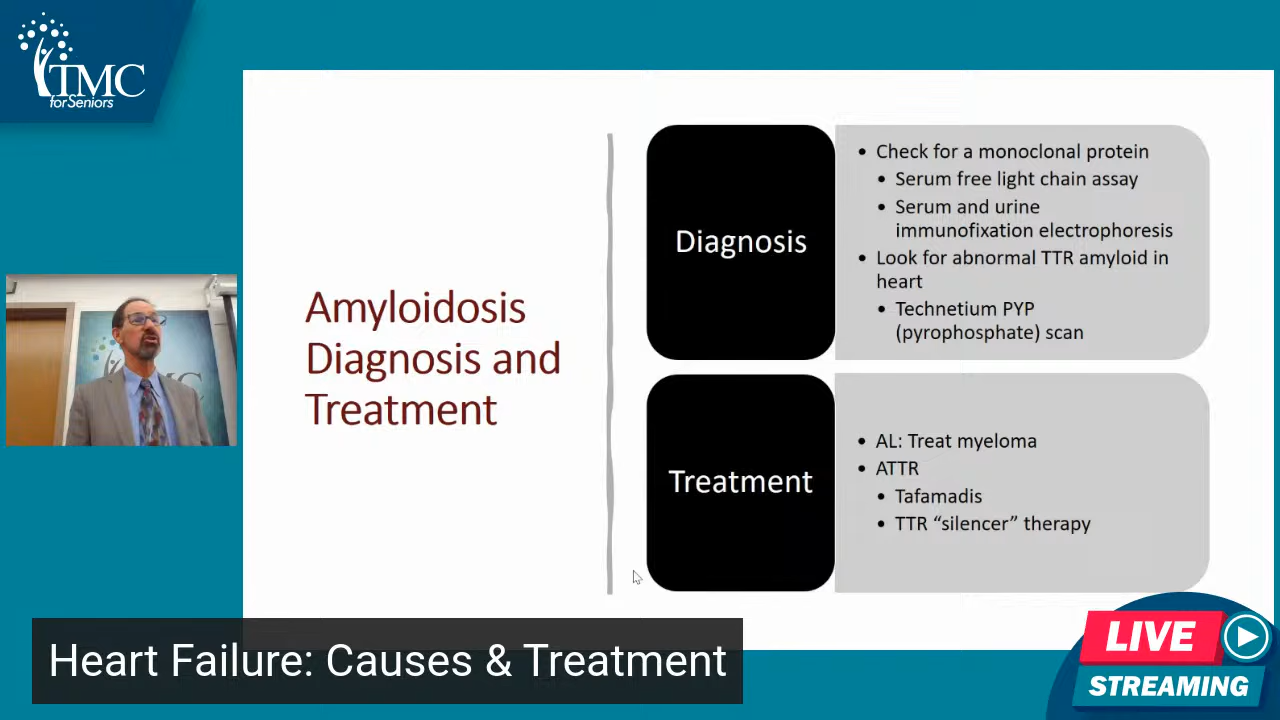 TMC
for Seniors
Amyloidosis
Diagnosis and
Treatment
Diagnosis
• Check for a monoclonal protein
• Serum free light chain assay
• Serum and urine
immunofixation electrophoresis
• Look for abnormal TTR amyloid in
heart
• Technetium PYP
(pyrophosphate) scan
Treatment
• AL: Treat myeloma
• ATTR
• Tafamadis
• TTR “silencer” therapy
Heart Failure: Causes & Treatment
LIVE
STREAMING